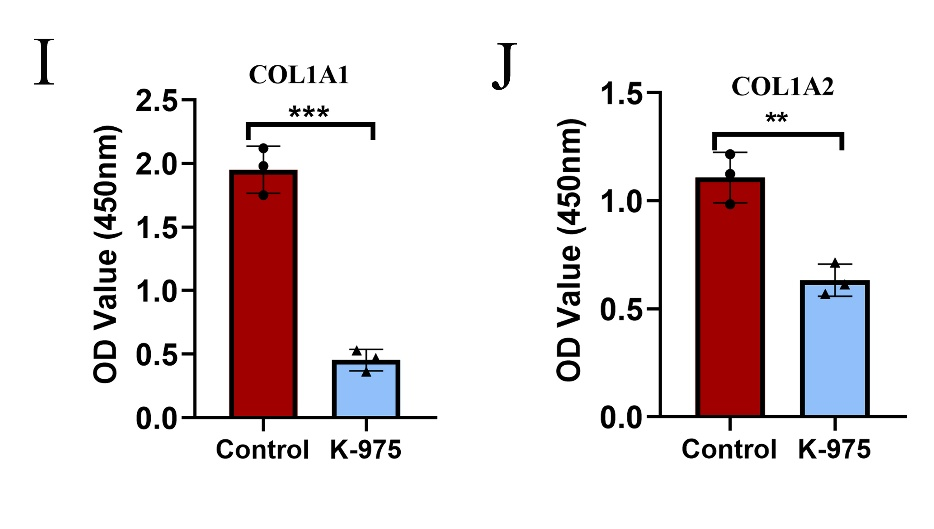 I
COL1A1
***
OD Value (450nm)
2.5
2.0
1.5
1.0
0.5
0.0
Control K-975
J
COL1A2
**
OD Value (450nm)
1.5
1.0
0.5
0.0
Control K-975